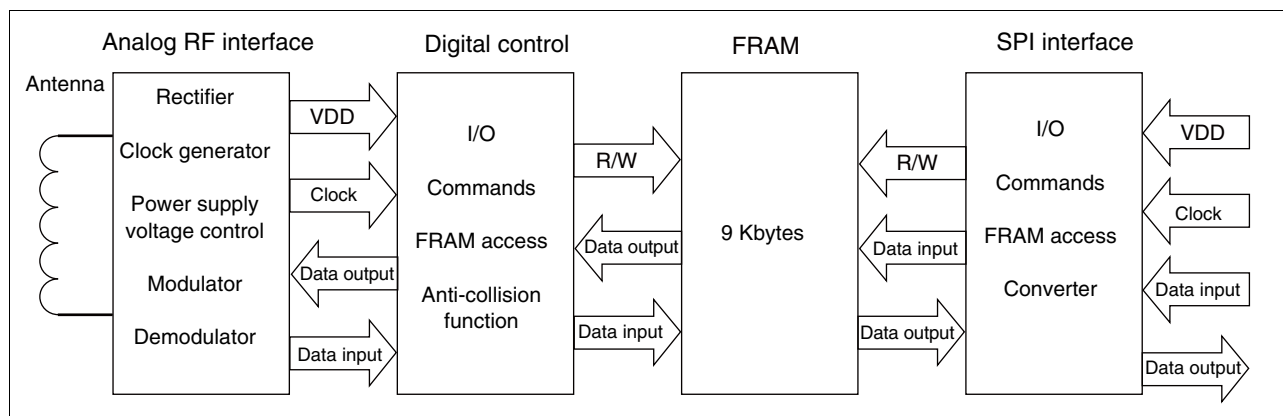 Analog RF interface
Digital control
FRAM
SPI interface
Antenna
Rectifier
Clock generator
Power supply
voltage control
Modulator
Demodulator
VDD
Clock
Data output
Data input
I/O
Commands
FRAM access
Anti-collision
function
R/W
Data output
Data input
9 Kbytes
R/W
Data input
Data output
I/O
Commands
FRAM access
Converter
VDD
Clock
Data input
Data output